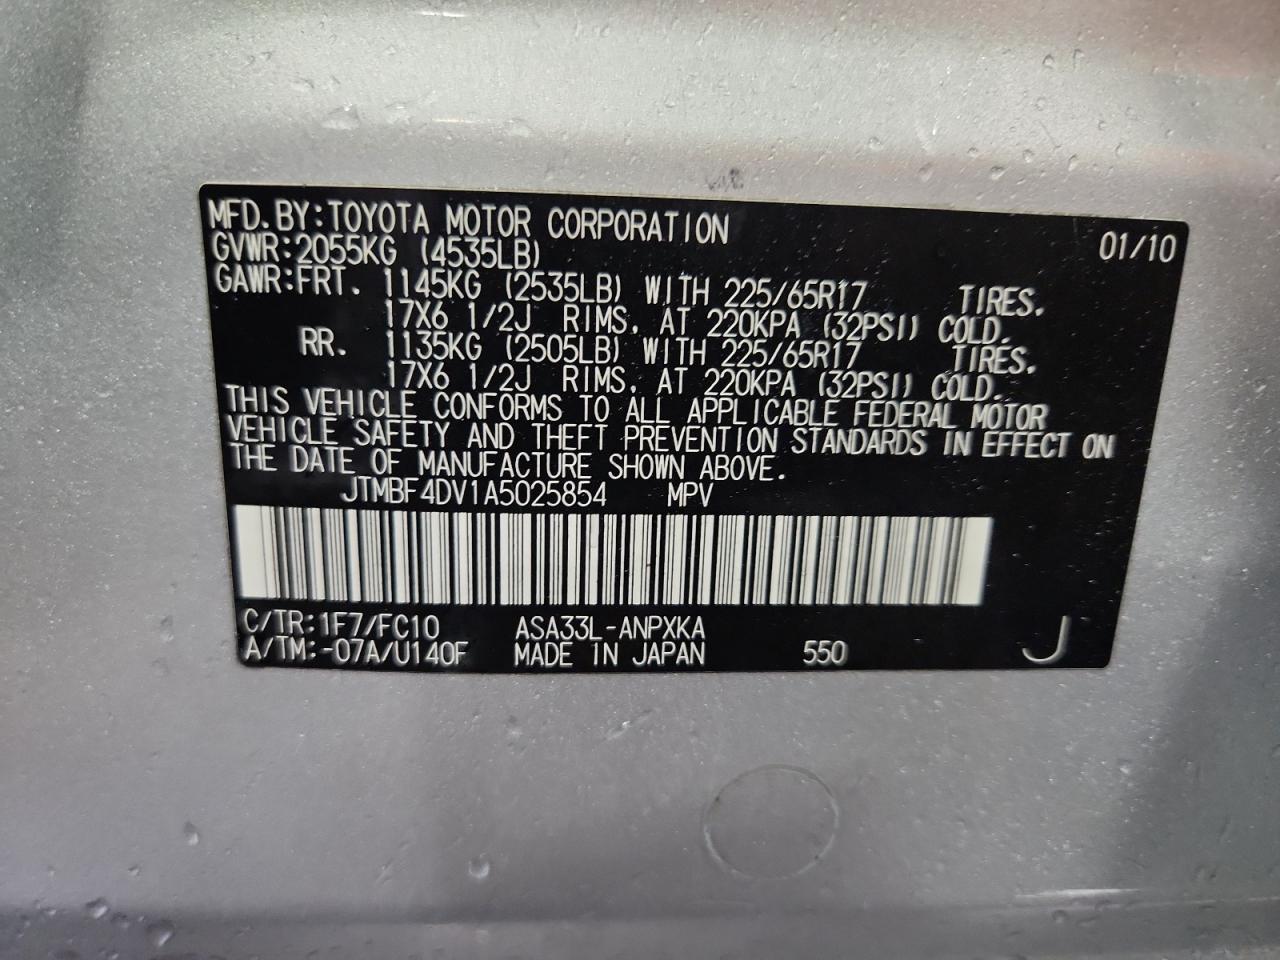 MFD. BY: TOYOTA MOTOR CORPORATION 01/10
GVWR: 2055KG (4535LB)
GAWR: FRT. 1145KG (2535LB) WITH 225/65R17 TIRES.
17X6 1/2J RIMS, AT 220KPA (32PSI) COLD.
RR. 1135KG (2505LB) WITH 225/65R17 TIRES.
17X6 1/2J RIMS, AT 220KPA (32PSI) COLD.
THIS VEHICLE CONFORMS TO ALL APPLICABLE FEDERAL MOTOR
VEHICLE SAFETY AND THEFT PREVENTION STANDARDS IN EFFECT ON
THE DATE OF MANUFACTURE SHOWN ABOVE.
JTMBF4DV1A5025854 MPV
C/TR: 1F7/FC10 ASA33L-ANPXKA
A/TM: -07A/U140F MADE IN JAPAN 550 J